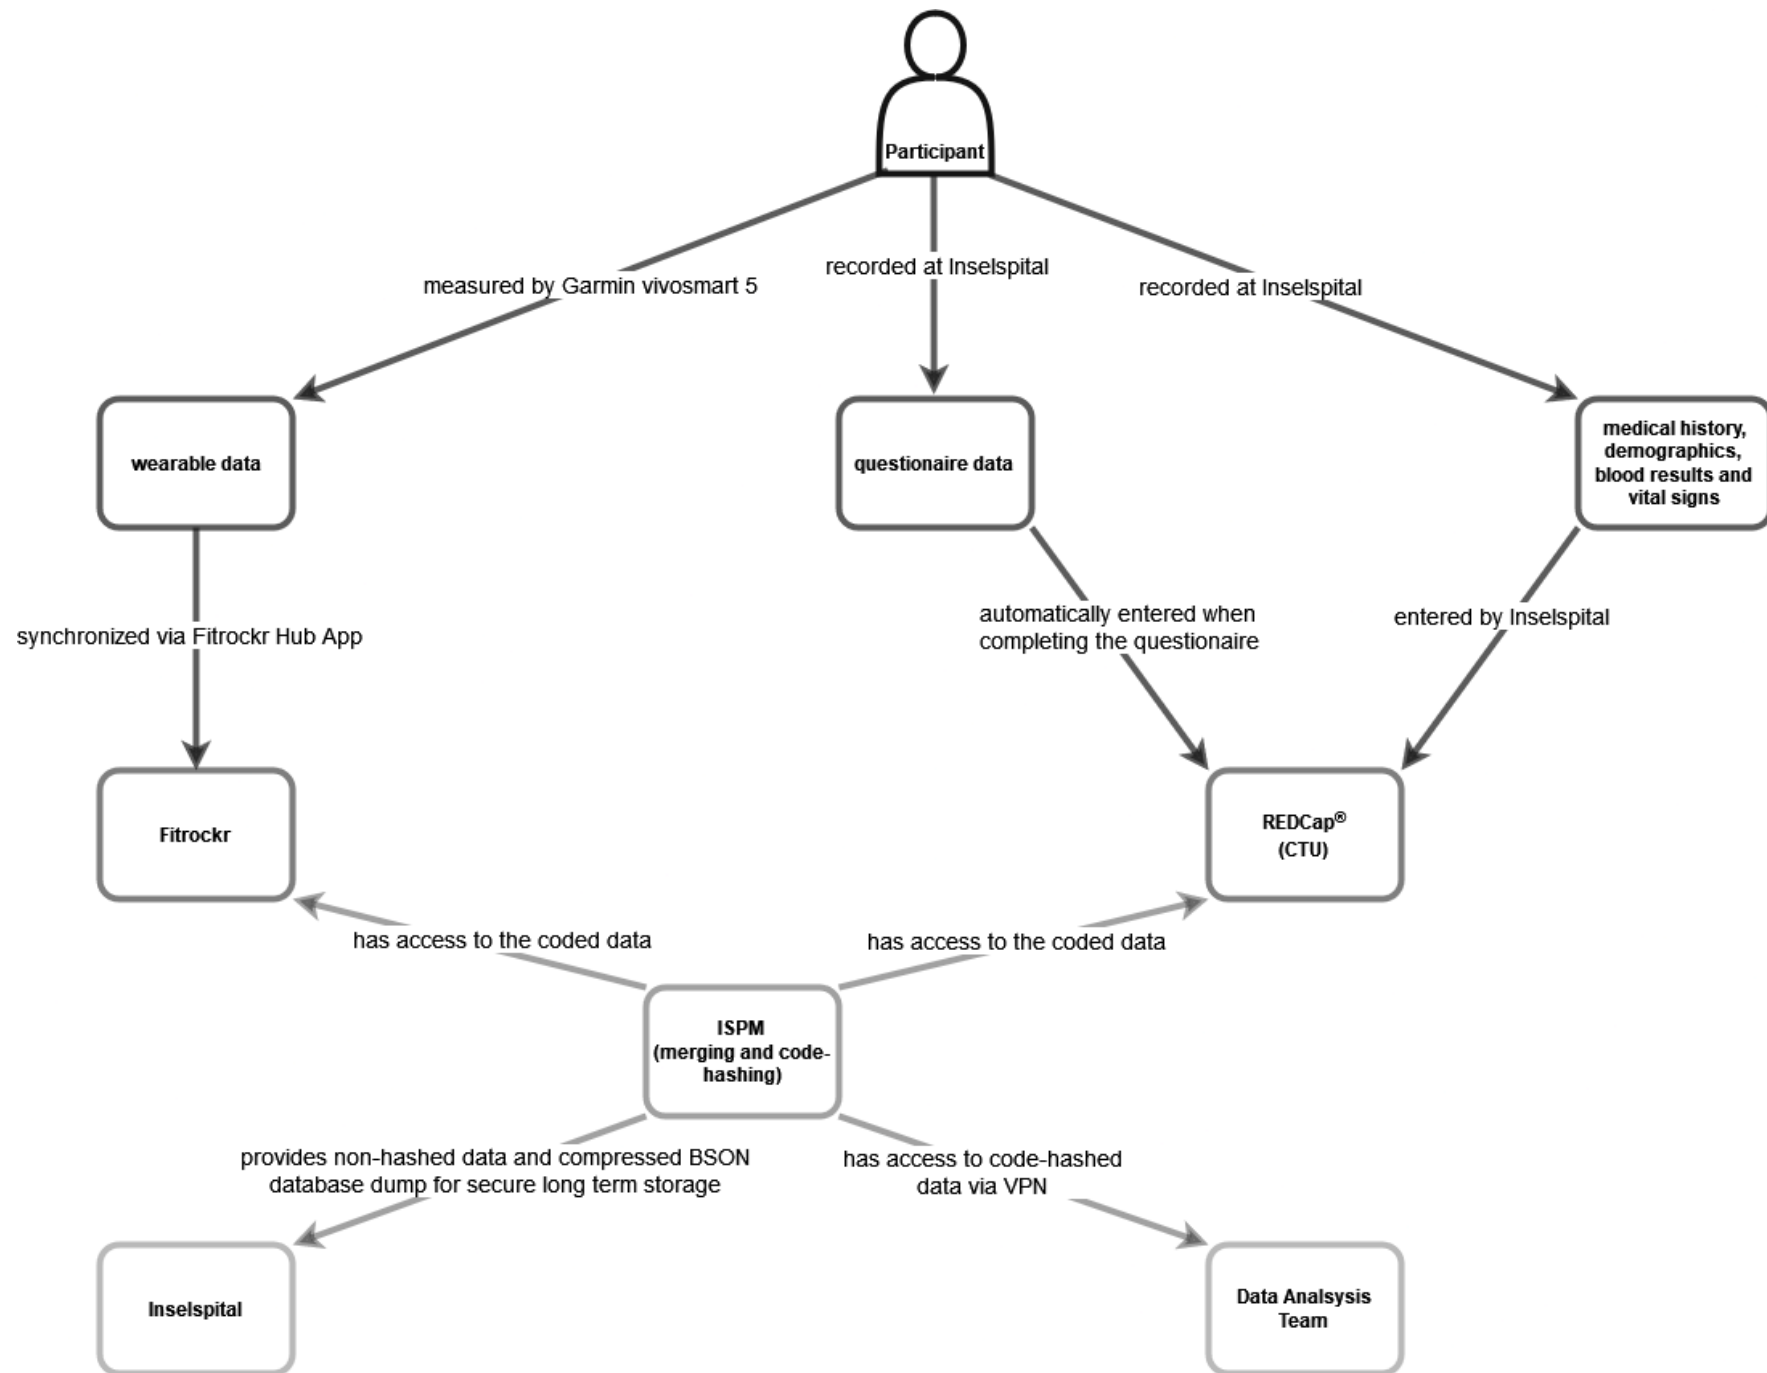 Participant
measured by Garmin vivosmart 5
recorded at Inselspital
recorded at Inselspital
wearable data
questionaire data
medical history,
demographics,
blood results and
vital signs
synchronized via Fitrockr Hub App
automatically entered when
completing the questionaire
entered by Inselspital
Fitrockr
REDCap®
(CTU)
has access to the coded data
has access to the coded data
ISPM
(merging and code-
hashing)
provides non-hashed data and compressed BSON
database dump for secure long term storage
has access to code-hashed
data via VPN
Inselspital
Data Analsysis
Team